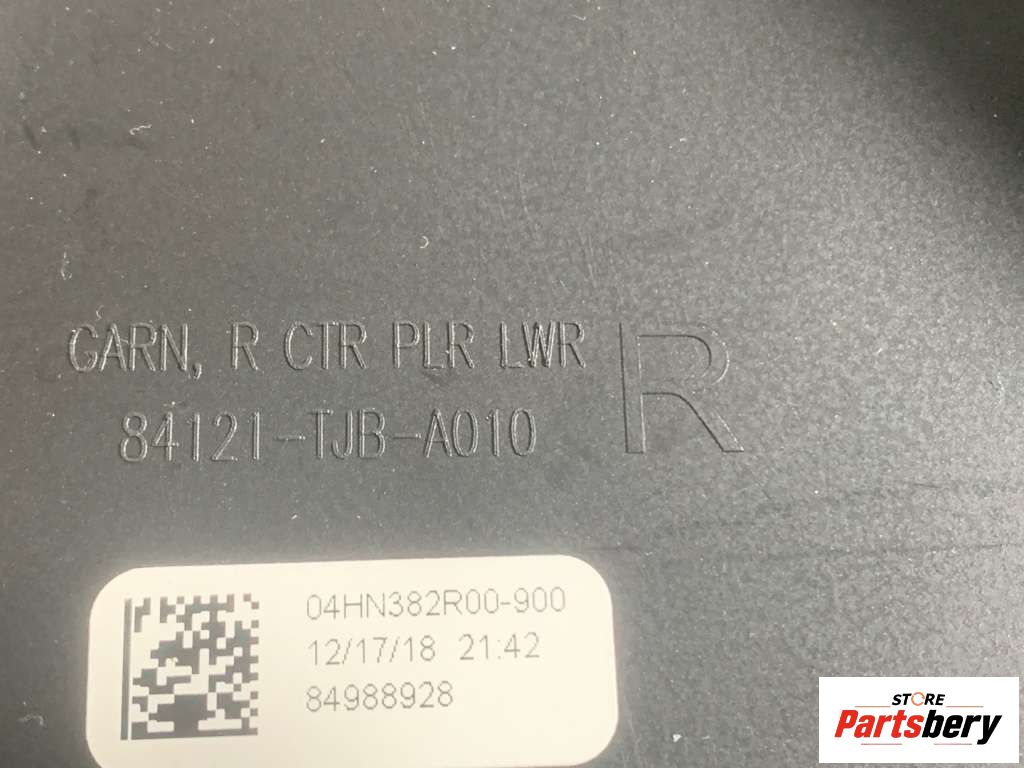 GARN, R CTR PLR LWR
84121-TJB-A010
R
04HN382R00-900
12/17/18 21:42
84988928
STORE
Partsbery